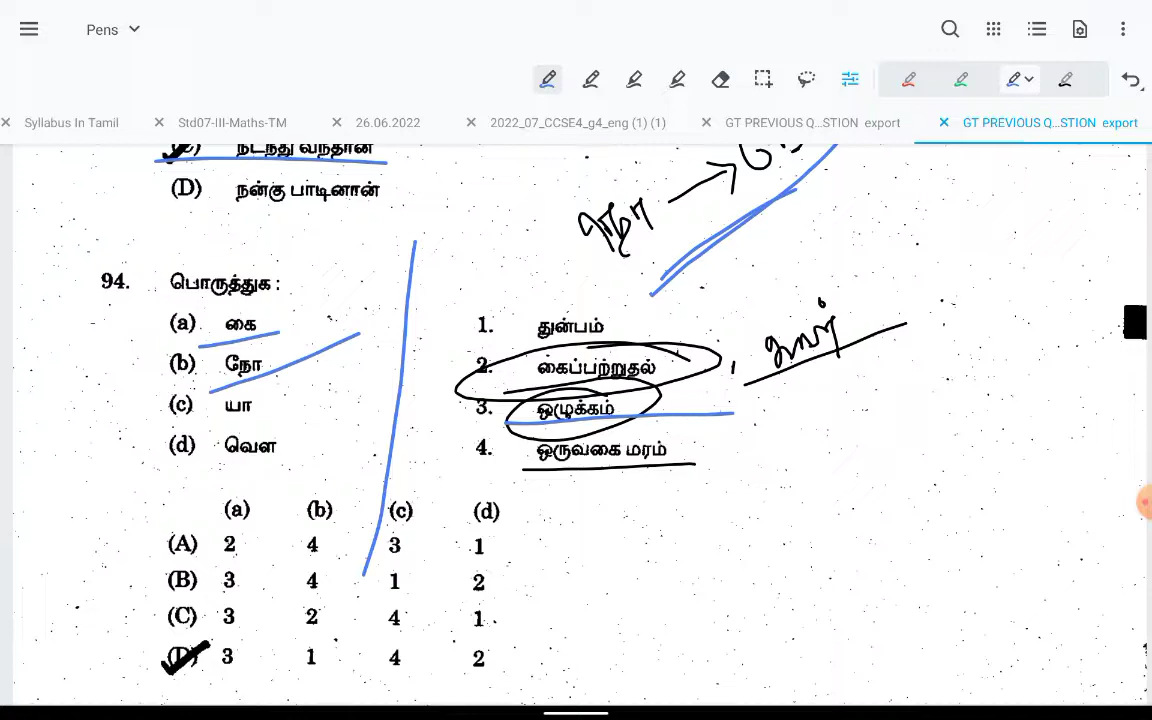 Pens
Syllabus In Tamil
Std07-III-Maths-TM
26.06.2022
2022_07_CCSE4_g4_eng (1) (1)
GT PREVIOUS Q...STION export
GT PREVIOUS Q...STION export
நடந்து வந்தான்
(D) நன்கு பாடினான்
94. பொருத்துக :
(a) கை 1. துன்பம்
(b) நோ 2. கைப்பற்றுதல்
(c) யா 3. ஒழுக்கம்
(d) வௌ 4. ஒருவகை மரம்
(a) (b) (c) (d)
(A) 2 4 3 1
(B) 3 4 1 2
(C) 3 2 4 1
(D) 3 1 4 2